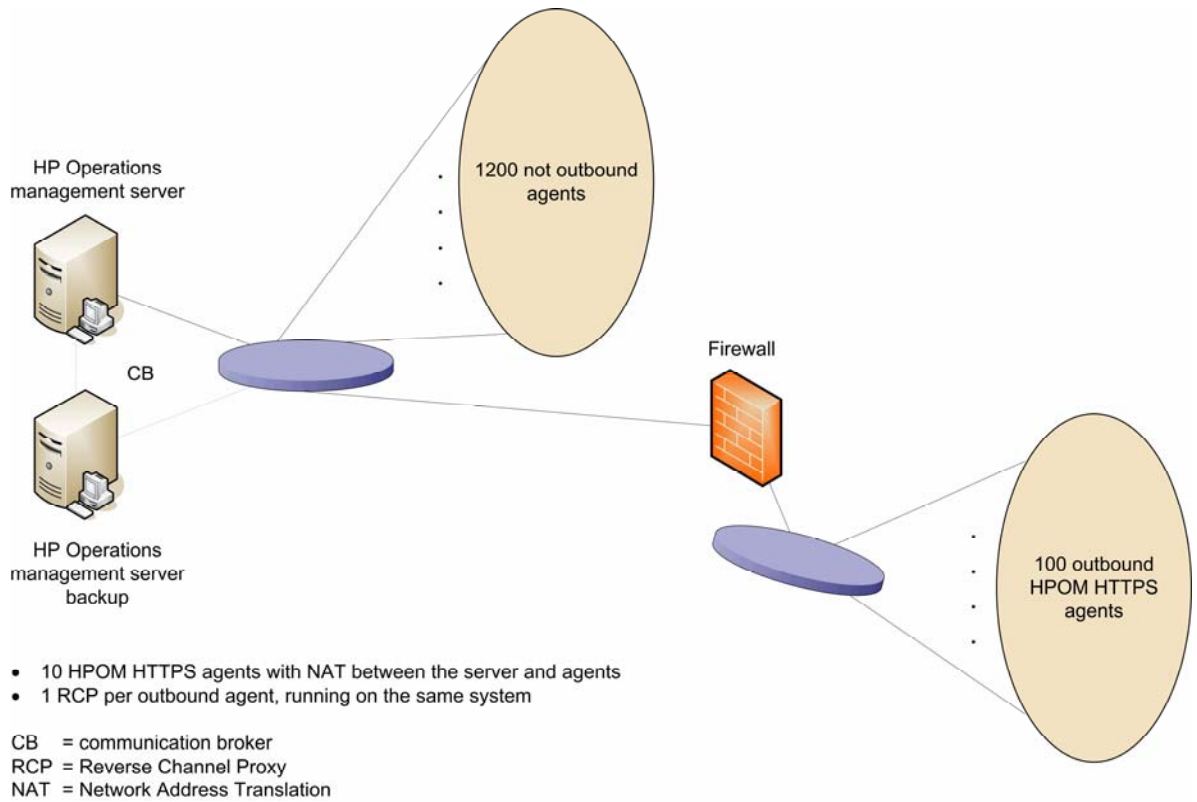 HP Operations
management server
1200 not outbound
agents
CB
Firewall
HP Operations
management server
backup
100 outbound
HPOM HTTPS
agents
• 10 HPOM HTTPS agents with NAT between the server and agents
• 1 RCP per outbound agent, running on the same system
CB = communication broker
RCP = Reverse Channel Proxy
NAT = Network Address Translation